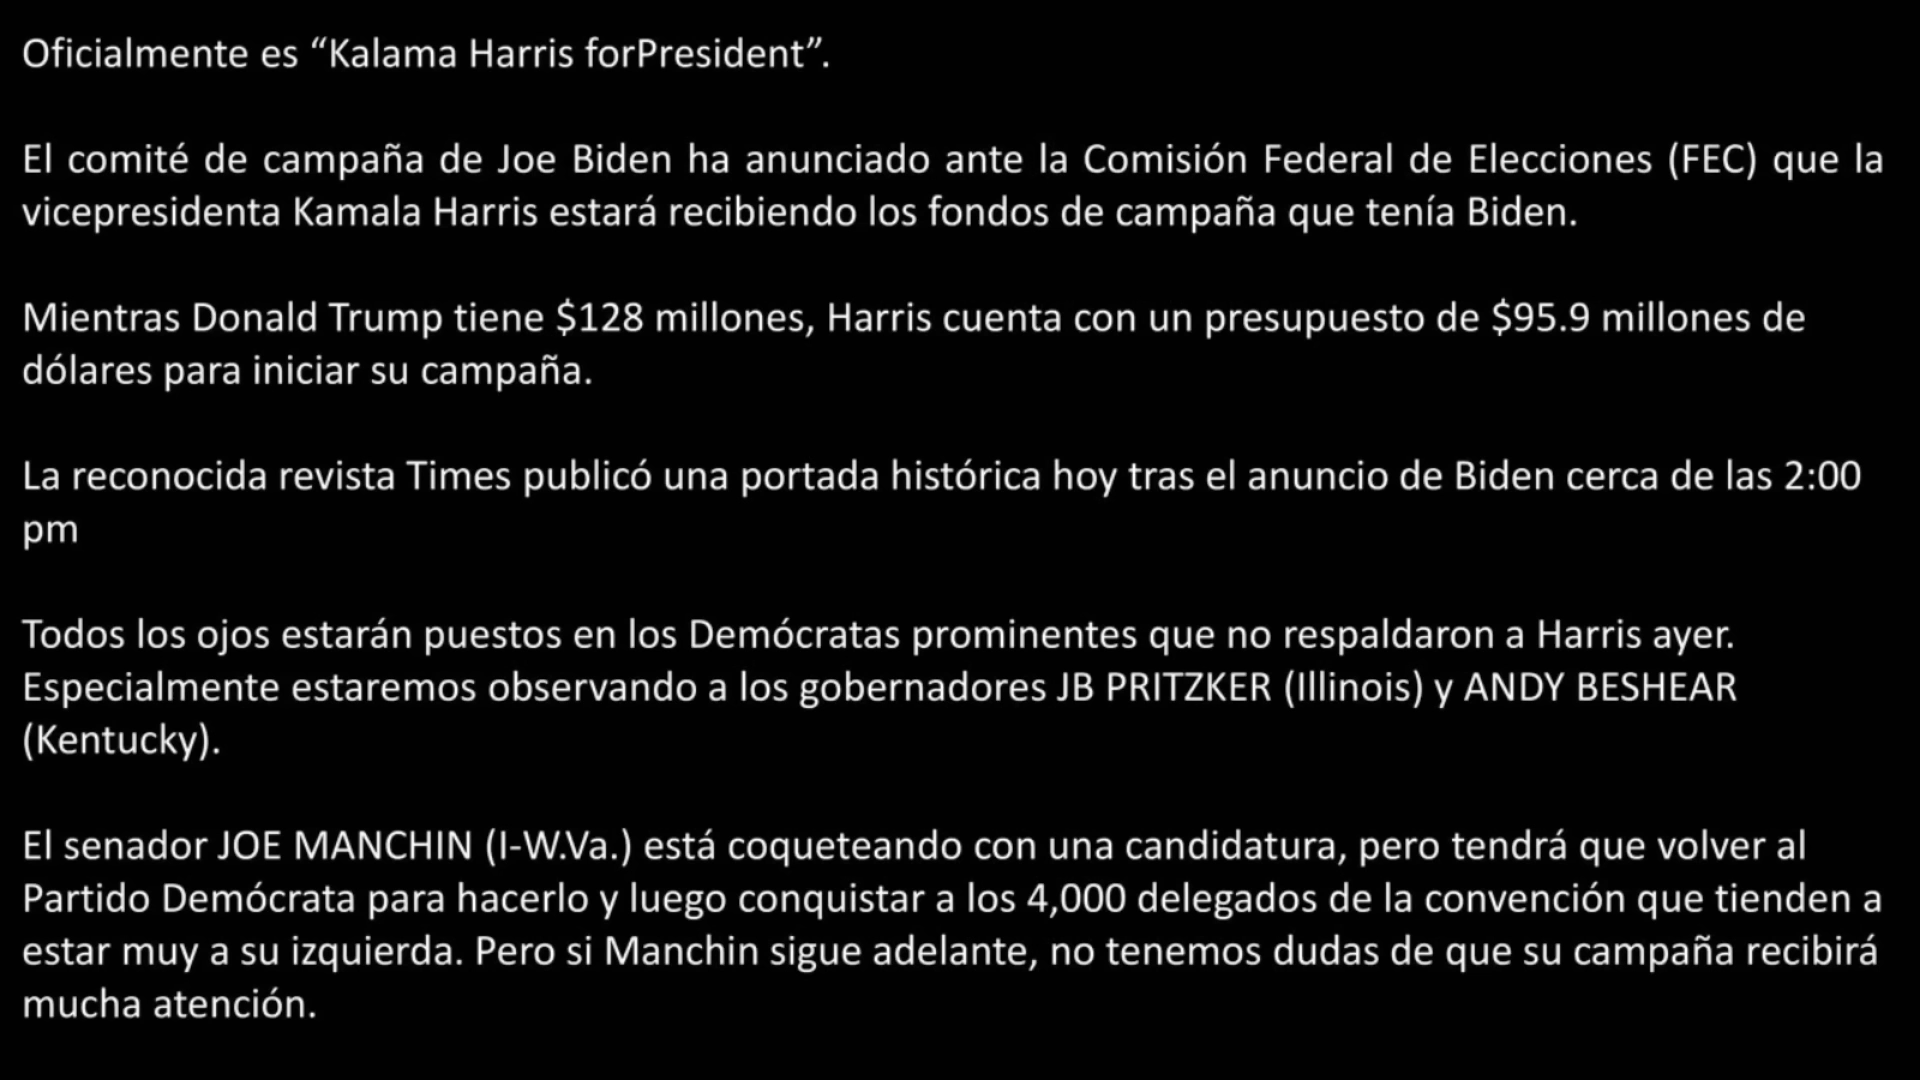 Oficialmente es “Kalama Harris forPresident”.
El comité de campaña de Joe Biden ha anunciado ante la Comisión Federal de Elecciones (FEC) que la
vicepresidenta Kamala Harris estará recibiendo los fondos de campaña que tenía Biden.
Mientras Donald Trump tiene $128 millones, Harris cuenta con un presupuesto de $95.9 millones de
dólares para iniciar su campaña.
La reconocida revista Times publicó una portada histórica hoy tras el anuncio de Biden cerca de las 2:00
pm
Todos los ojos estarán puestos en los Demócratas prominentes que no respaldaron a Harris ayer.
Especialmente estaremos observando a los gobernadores JB PRITZKER (Illinois) y ANDY BESHEAR
(Kentucky).
El senador JOE MANCHIN (I-W.Va.) está coqueteando con una candidatura, pero tendrá que volver al
Partido Demócrata para hacerlo y luego conquistar a los 4,000 delegados de la convención que tienden a
estar muy a su izquierda. Pero si Manchin sigue adelante, no tenemos dudas de que su campaña recibirá
mucha atención.